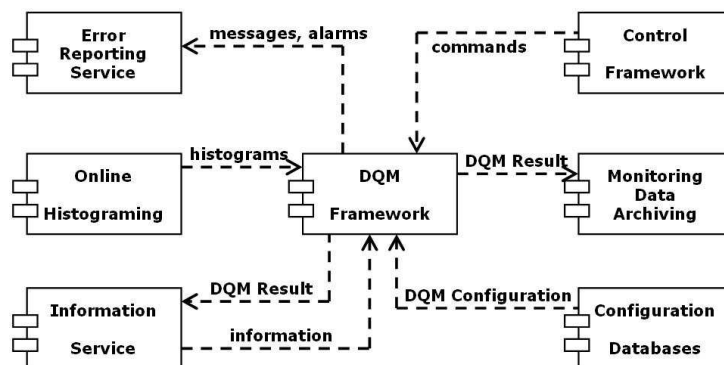 Error
Reporting
Service
messages, alarms
commands
Control
Framework
Online
Histograming
histograms
DQM
Framework
DQM Result
Monitoring
Data
Archiving
Information
Service
DQM Result
information
DQM Configuration
Configuration
Databases